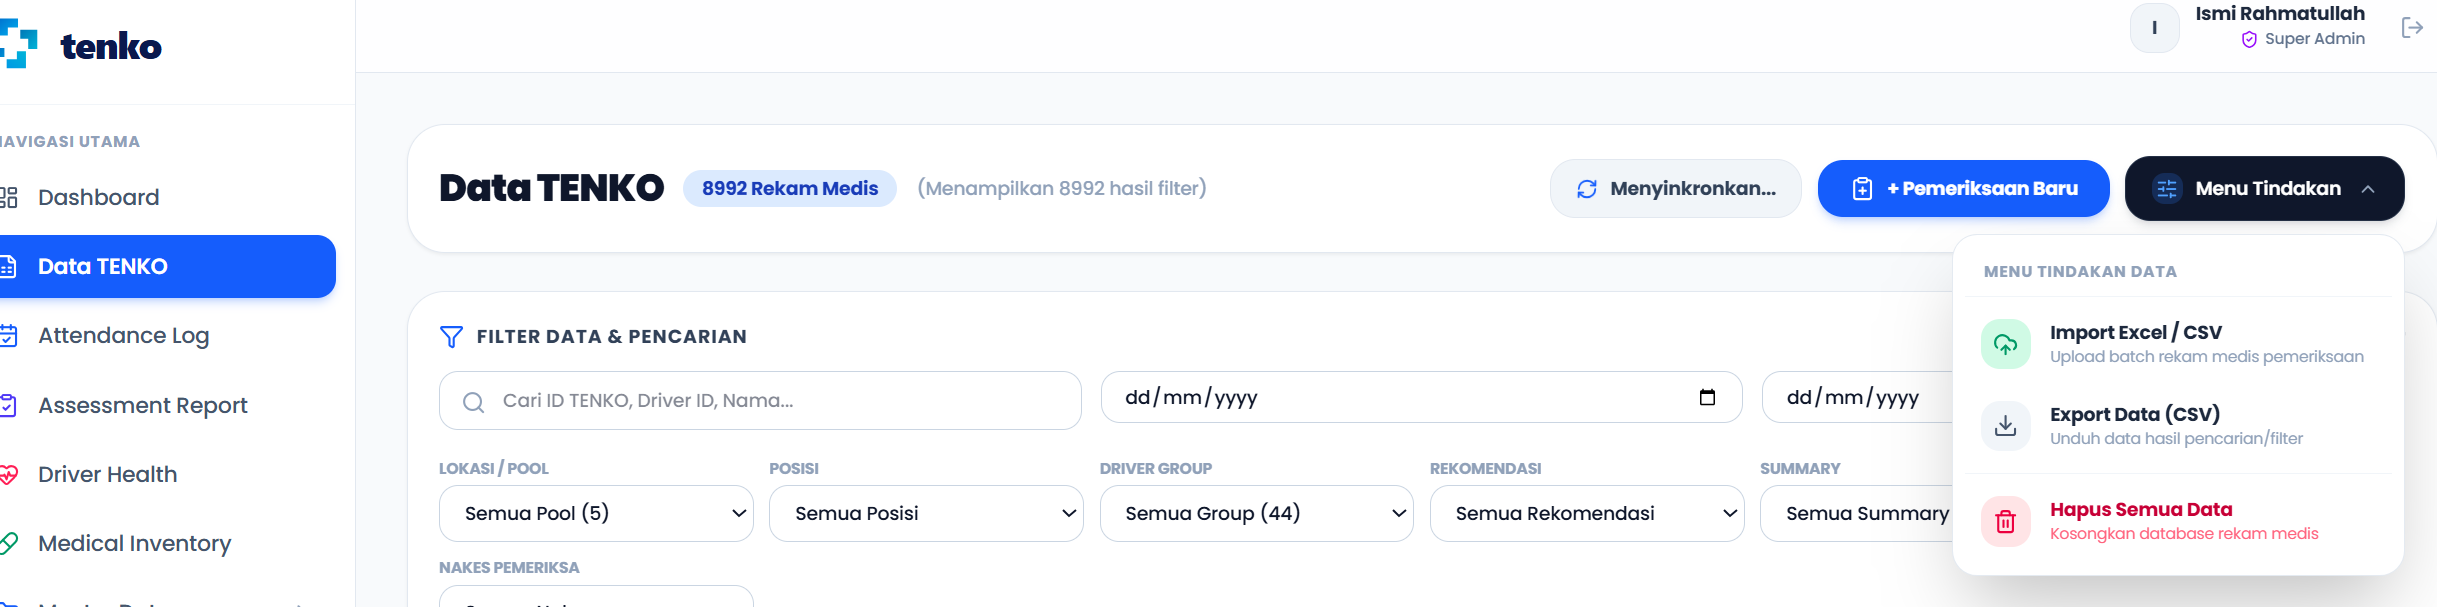 tenko
Ismi Rahmatullah
I
Super Admin
NAVIGASI UTAMA
Dashboard
Data TENKO
Attendance Log
Assessment Report
Driver Health
Medical Inventory
Data TENKO
8992 Rekam Medis
(Menampilkan 8992 hasil filter)
Menyinkronkan...
+ Pemeriksaan Baru
Menu Tindakan
MENU TINDAKAN DATA
Import Excel / CSV
Upload batch rekam medis pemeriksaan
Export Data (CSV)
Unduh data hasil pencarian/filter
Hapus Semua Data
Kosongkan database rekam medis
FILTER DATA & PENCARIAN
Cari ID TENKO, Driver ID, Nama...
dd/mm/yyyy
dd/mm/yyyy
LOKASI / POOL
POSISI
DRIVER GROUP
REKOMENDASI
SUMMARY
Semua Pool (5)
Semua Posisi
Semua Group (44)
Semua Rekomendasi
Semua Summary
NAKES PEMERIKSA